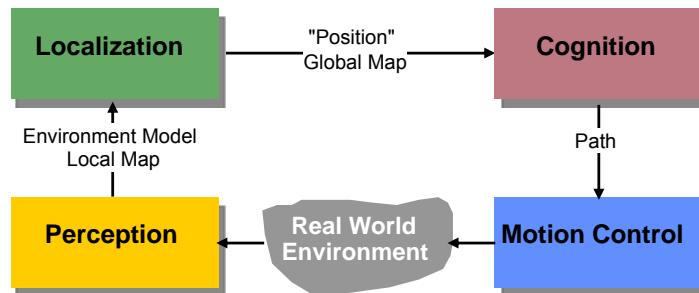 Localization
"Position"
Global Map
Cognition
Environment Model
Local Map
Path
Perception
Real World
Environment
Motion Control